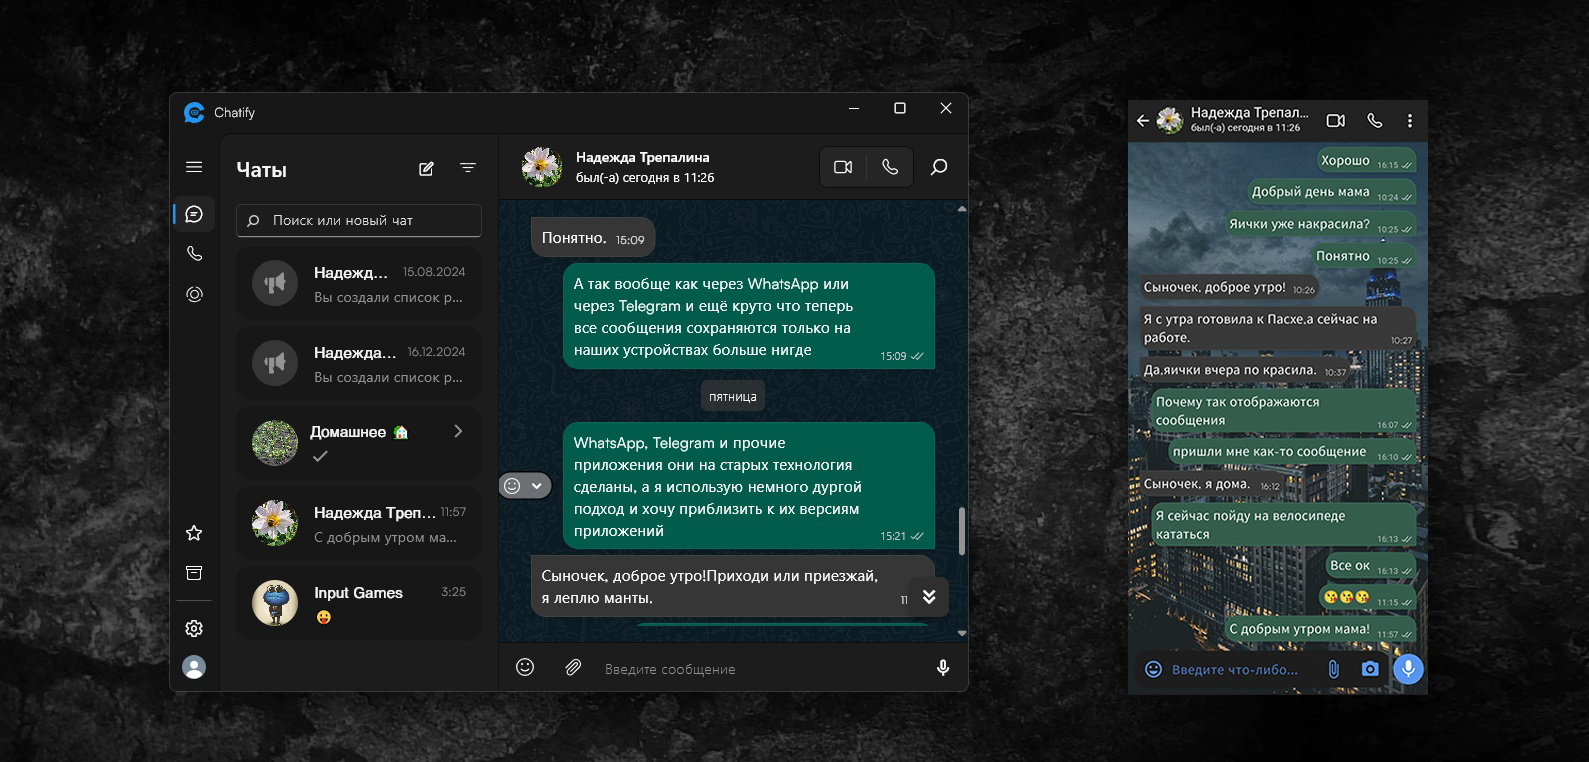 Chatify
Чаты
Поиск или новый чат
Надежд... 15.08.2024
Вы создали список р...
Надежда... 16.12.2024
Вы создали список р...
Домашнее
Надежда Треп... 11:57
С добрым утром ма...
Input Games 3:25
Надежда Трепалина
был(-а) сегодня в 11:26
Понятно. 15:09
А так вообще как через WhatsApp или
через Telegram и ещё круто что теперь
все сообщения сохраняются только на
наших устройствах больше нигде 15:09
пятница
WhatsApp, Telegram и прочие
приложения они на старых технология
сделаны, а я использую немного дургой
подход и хочу приблизить к их версиям
приложений 15:21
Сыночек, доброе утро!Приходи или приезжай,
я леплю манты. 11
Введите сообщение
Надежда Трепал...
был(-а) сегодня в 11:26
Хорошо 16:15
Добрый день мама 10:24
Яички уже накрасила? 10:25
Понятно 10:25
Сыночек, доброе утро! 10:26
Я с утра готовила к Пасхе,а сейчас на
работе. 10:27
Да,яички вчера по красила. 10:37
Почему так отображаются
сообщения 16:07
пришли мне как-то сообщение 16:10
Сыночек, я дома. 16:12
Я сейчас пойду на велосипеде
кататься 16:13
Все ок 16:13
11:15
С добрым утром мама! 11:57
Введите что-либо...